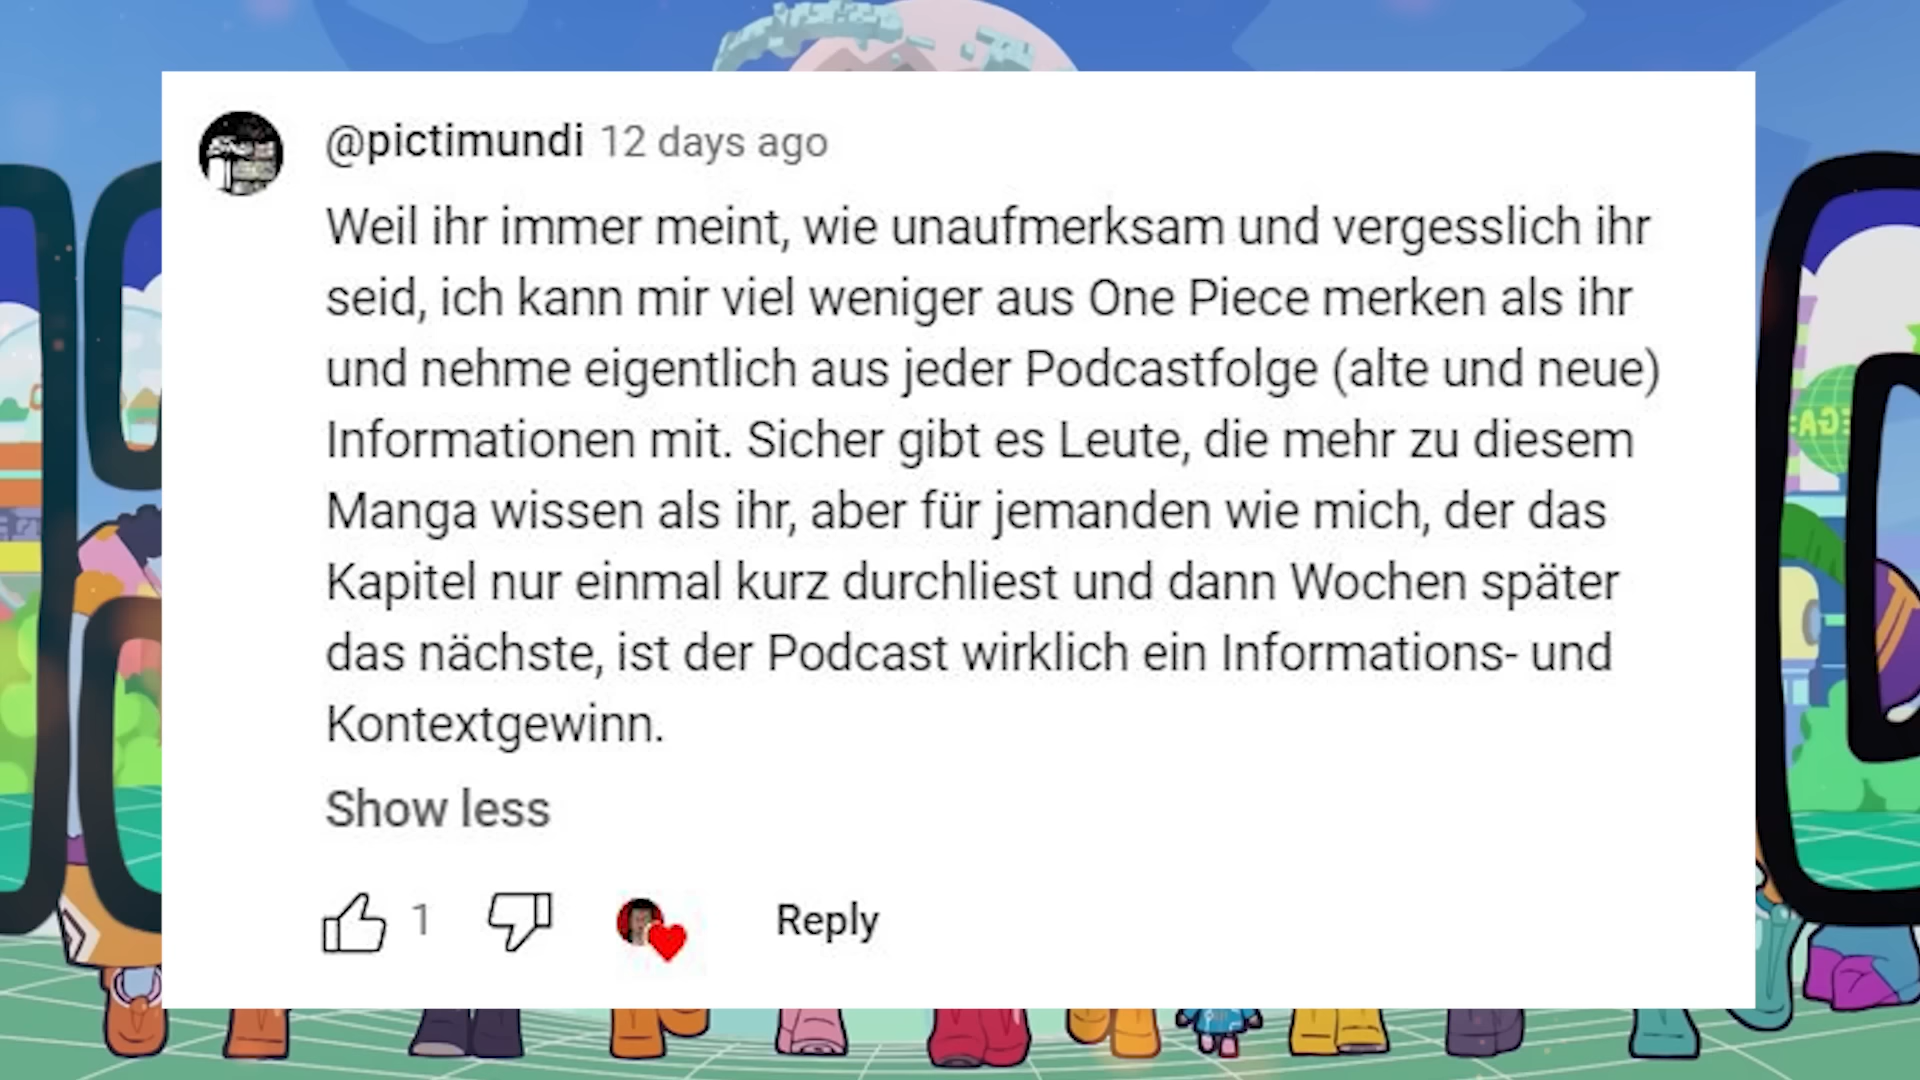 @pictimundi 12 days ago
Weil ihr immer meint, wie unaufmerksam und vergesslich ihr
seid, ich kann mir viel weniger aus One Piece merken als ihr
und nehme eigentlich aus jeder Podcastfolge (alte und neue)
Informationen mit. Sicher gibt es Leute, die mehr zu diesem
Manga wissen als ihr, aber für jemanden wie mich, der das
Kapitel nur einmal kurz durchliest und dann Wochen später
das nächste, ist der Podcast wirklich ein Informations- und
Kontextgewinn.
Show less
1 Reply